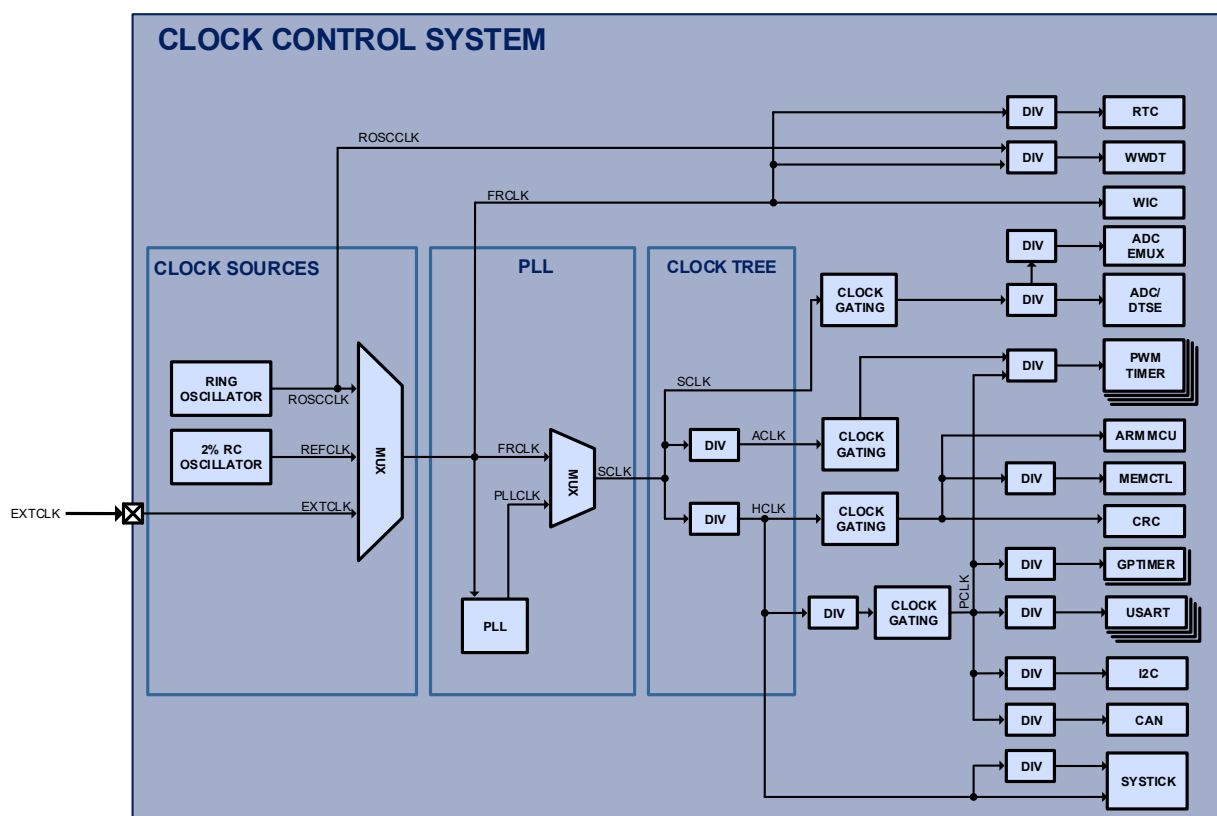 CLOCK CONTROL SYSTEM
DIV
RTC
ROSCCLK
DIV
WWDT
FRCLK
WIC
CLOCK SOURCES
PLL
CLOCK TREE
DIV
ADC
EMUX
CLOCK
GATING
DIV
ADC/
DTSE
RING
OSCILLATOR
ROSCCLK
SCLK
DIV
PWM
TIMER
2% RC
OSCILLATOR
REFCLK
MUX
FRCLK
MUX
SCLK
DIV
ACLK
CLOCK
GATING
ARM MCU
DIV
MEMCTL
EXTCLK
EXTCLK
PLLCLK
DIV
HCLK
CLOCK
GATING
CRC
DIV
GPTIMER
PLL
DIV
CLOCK
GATING
PCLK
DIV
USART
DIV
I2C
DIV
CAN
DIV
SYSTICK